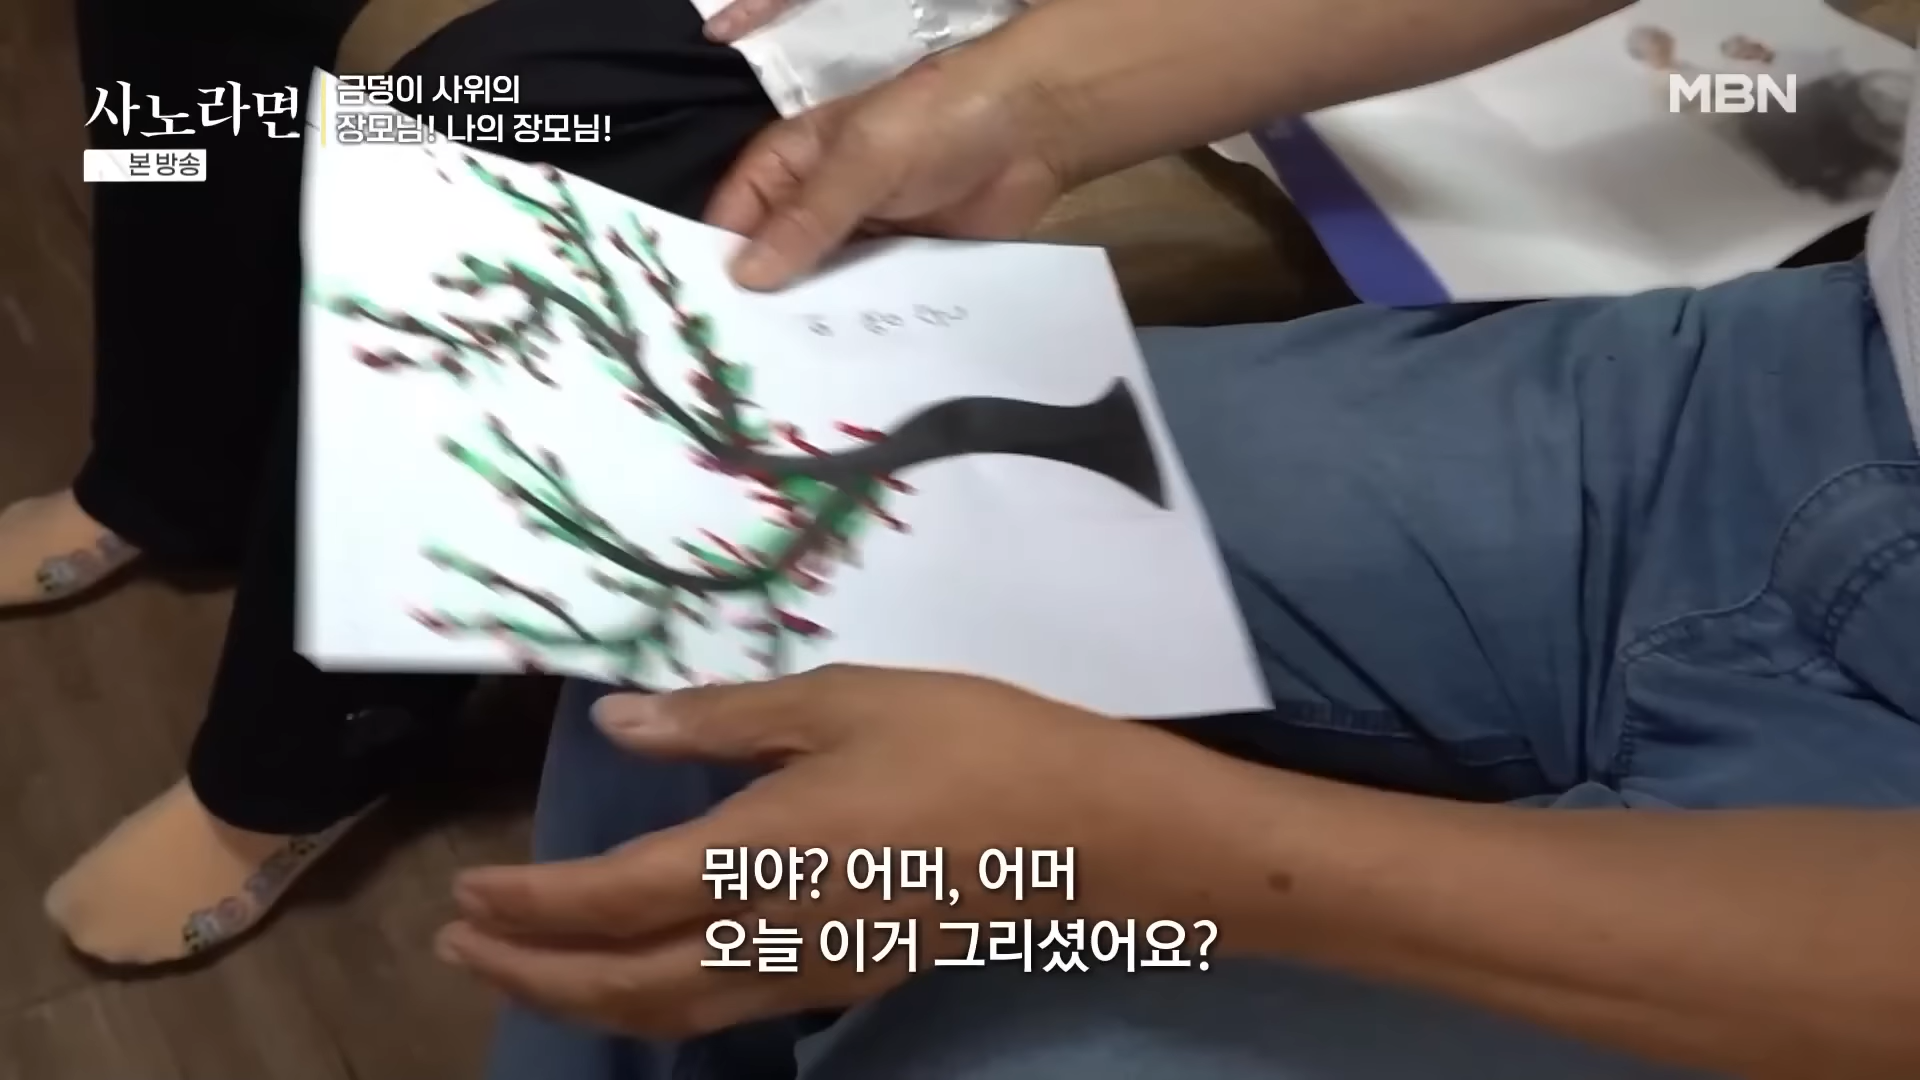 사노라면
본 방송
금덩이 사위의
장모님! 나의 장모님!
MBN
뭐야? 어머, 어머
오늘 이거 그리셨어요?